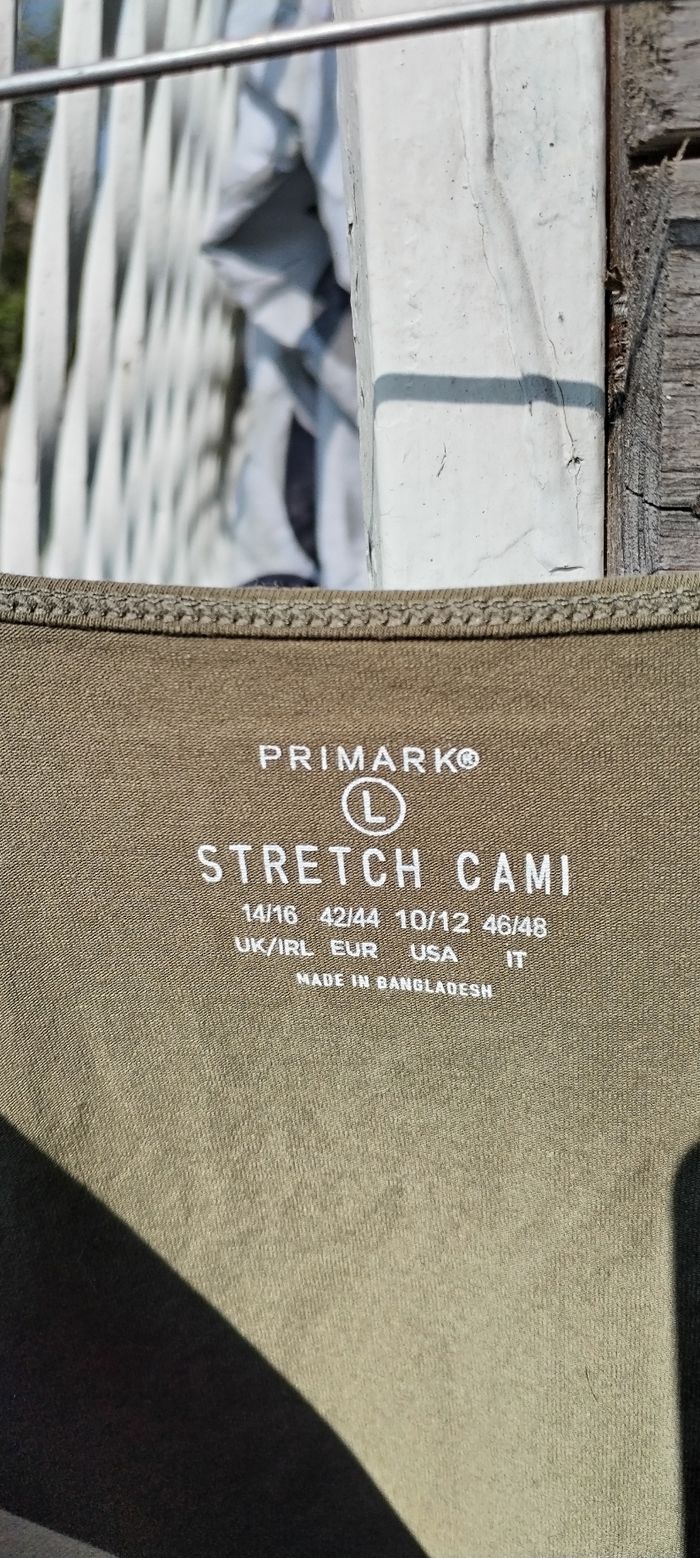 PRIMARK®
L
STRETCH CAMI
14/16 42/44 10/12 46/48
UK/IRL EUR USA IT
MADE IN BANGLADESH